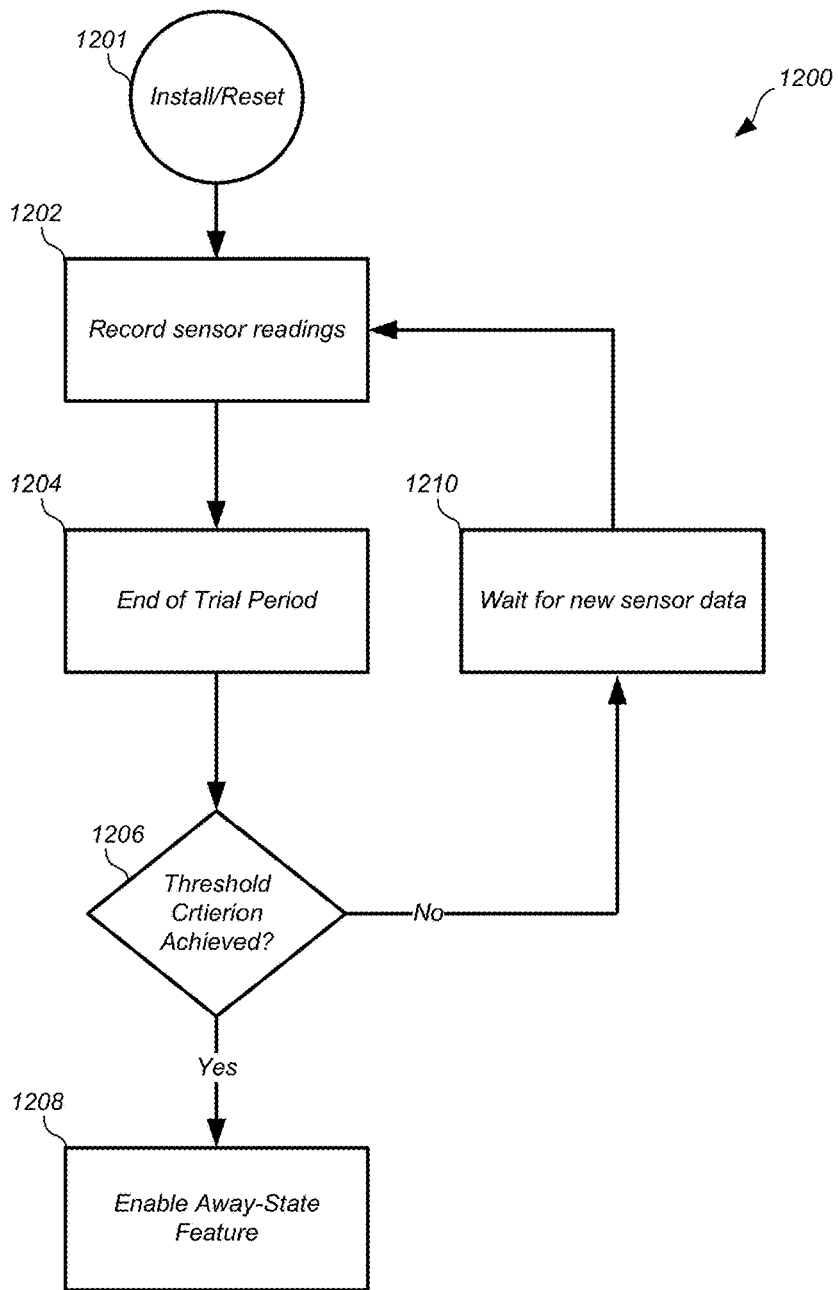 1201
Install/Reset
1200
1202
Record sensor readings
1204
End of Trial Period
1210
Wait for new sensor data
1206
Threshold
Crtierion
Achieved?
No
Yes
1208
Enable Away-State
Feature